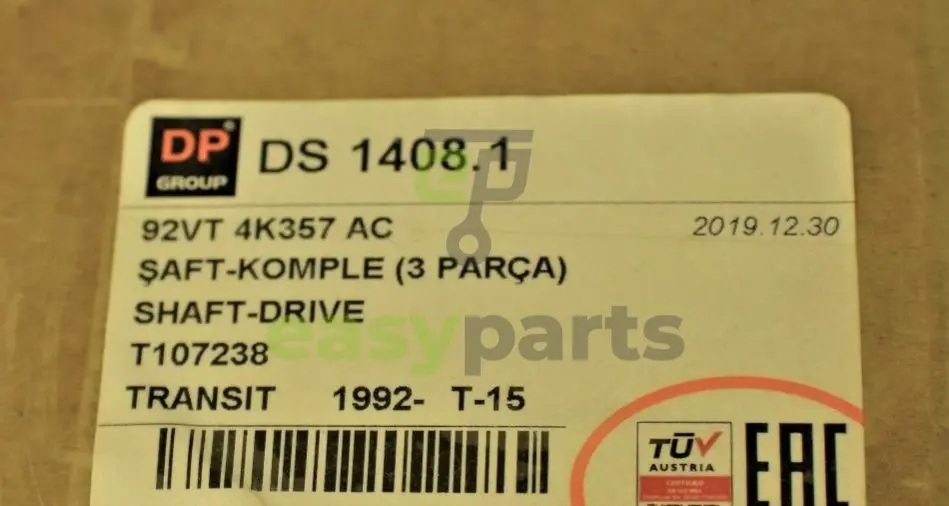 DP GROUP
DS 1408.1
92VT 4K357 AC
2019.12.30
ŞAFT-KOMPLE (3 PARÇA)
SHAFT-DRIVE
easyparts
T107238
TRANSIT 1992- T-15
TÜV
AUSTRIA
EAC